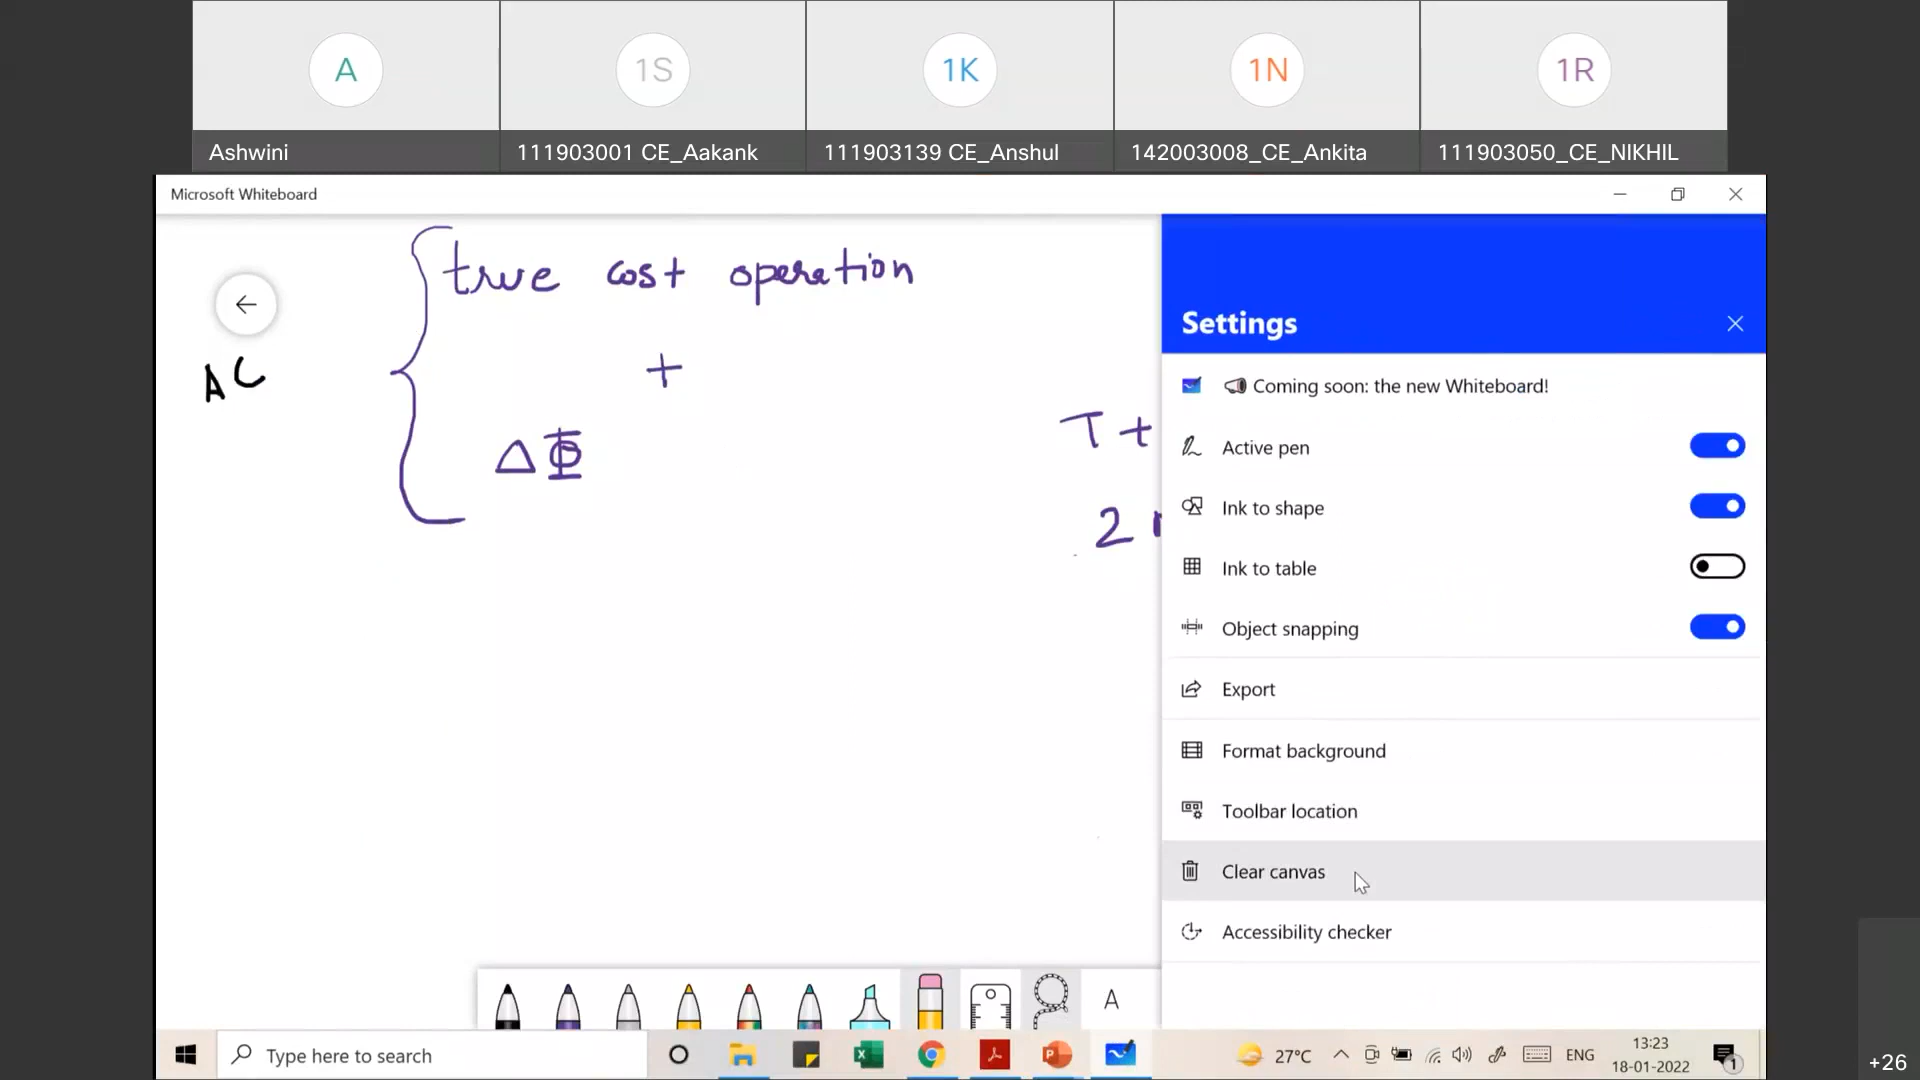 A 1S 1K 1N 1R
Ashwini 111903001 CE_Aakank 111903139 CE_Anshul 142003008_CE_Ankita 111903050_CE_NIKHIL
Microsoft Whiteboard
true cost operation
AC
+
ΔΦ
T +
2
Settings
Coming soon: the new Whiteboard!
Active pen
Ink to shape
Ink to table
Object snapping
Export
Format background
Toolbar location
Clear canvas
Accessibility checker
A
Type here to search
27°C
ENG
13:23
18-01-2022
1
+26